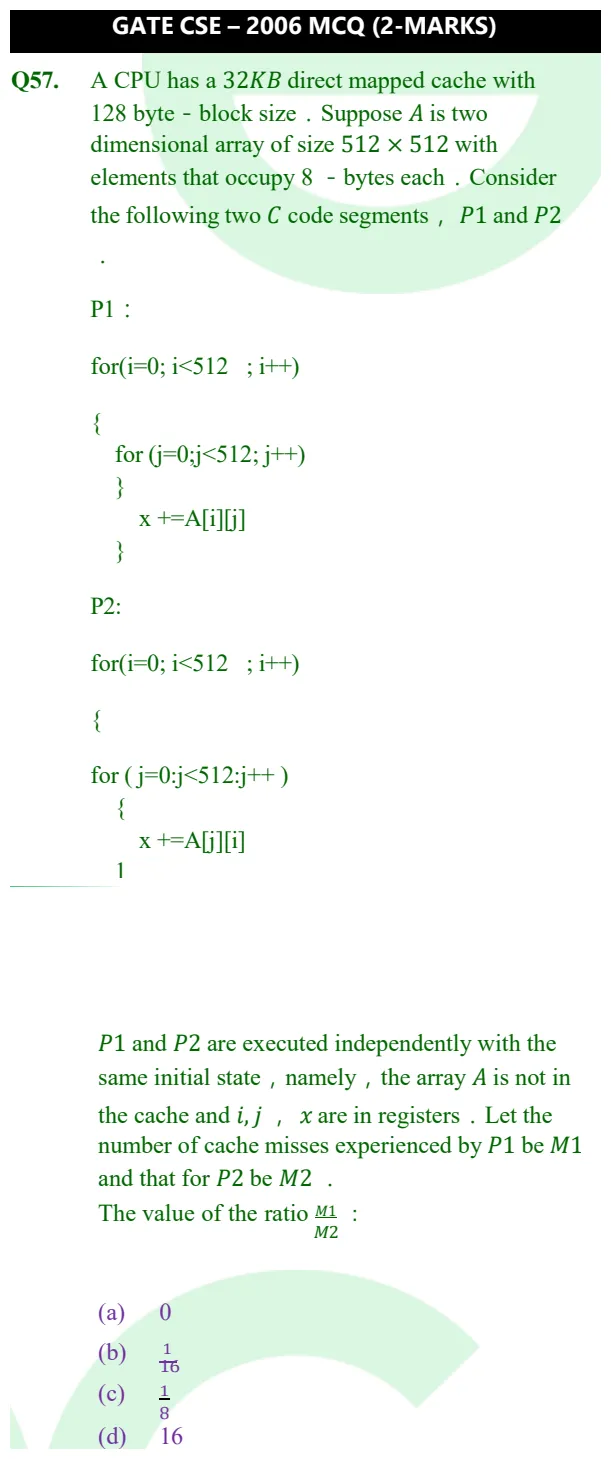 GATE CSE – 2006 MCQ (2-MARKS)
Q57. A CPU has a 32KB direct mapped cache with
128 byte - block size . Suppose A is two
dimensional array of size 512 × 512 with
elements that occupy 8 - bytes each . Consider
the following two C code segments , P1 and P2
.
P1 :
for(i=0; i<512 ; i++)
{
for (j=0;j<512; j++)
}
x +=A[i][j]
}
P2:
for(i=0; i<512 ; i++)
{
for ( j=0:j<512:j++ )
{
x +=A[j][i]
P1 and P2 are executed independently with the
same initial state , namely , the array A is not in
the cache and i, j , x are in registers . Let the
number of cache misses experienced by P1 be M1
and that for P2 be M2 .
The value of the ratio M1/M2 :
(a) 0
(b) 1/16
(c) 1/8
(d) 16